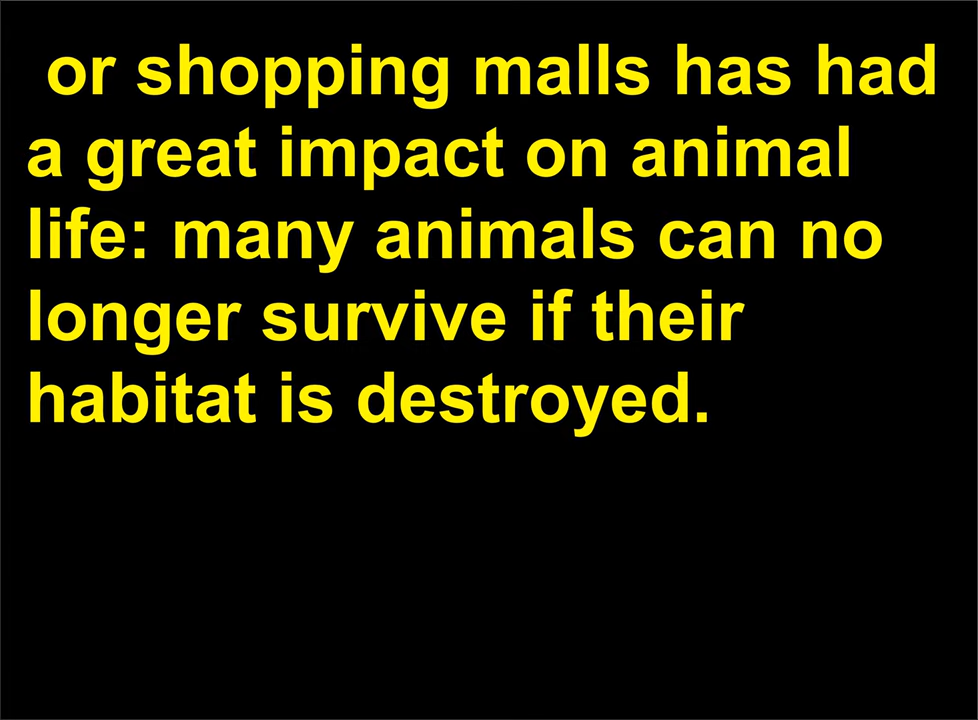 or shopping malls has had
a great impact on animal
life: many animals can no
longer survive if their
habitat is destroyed.